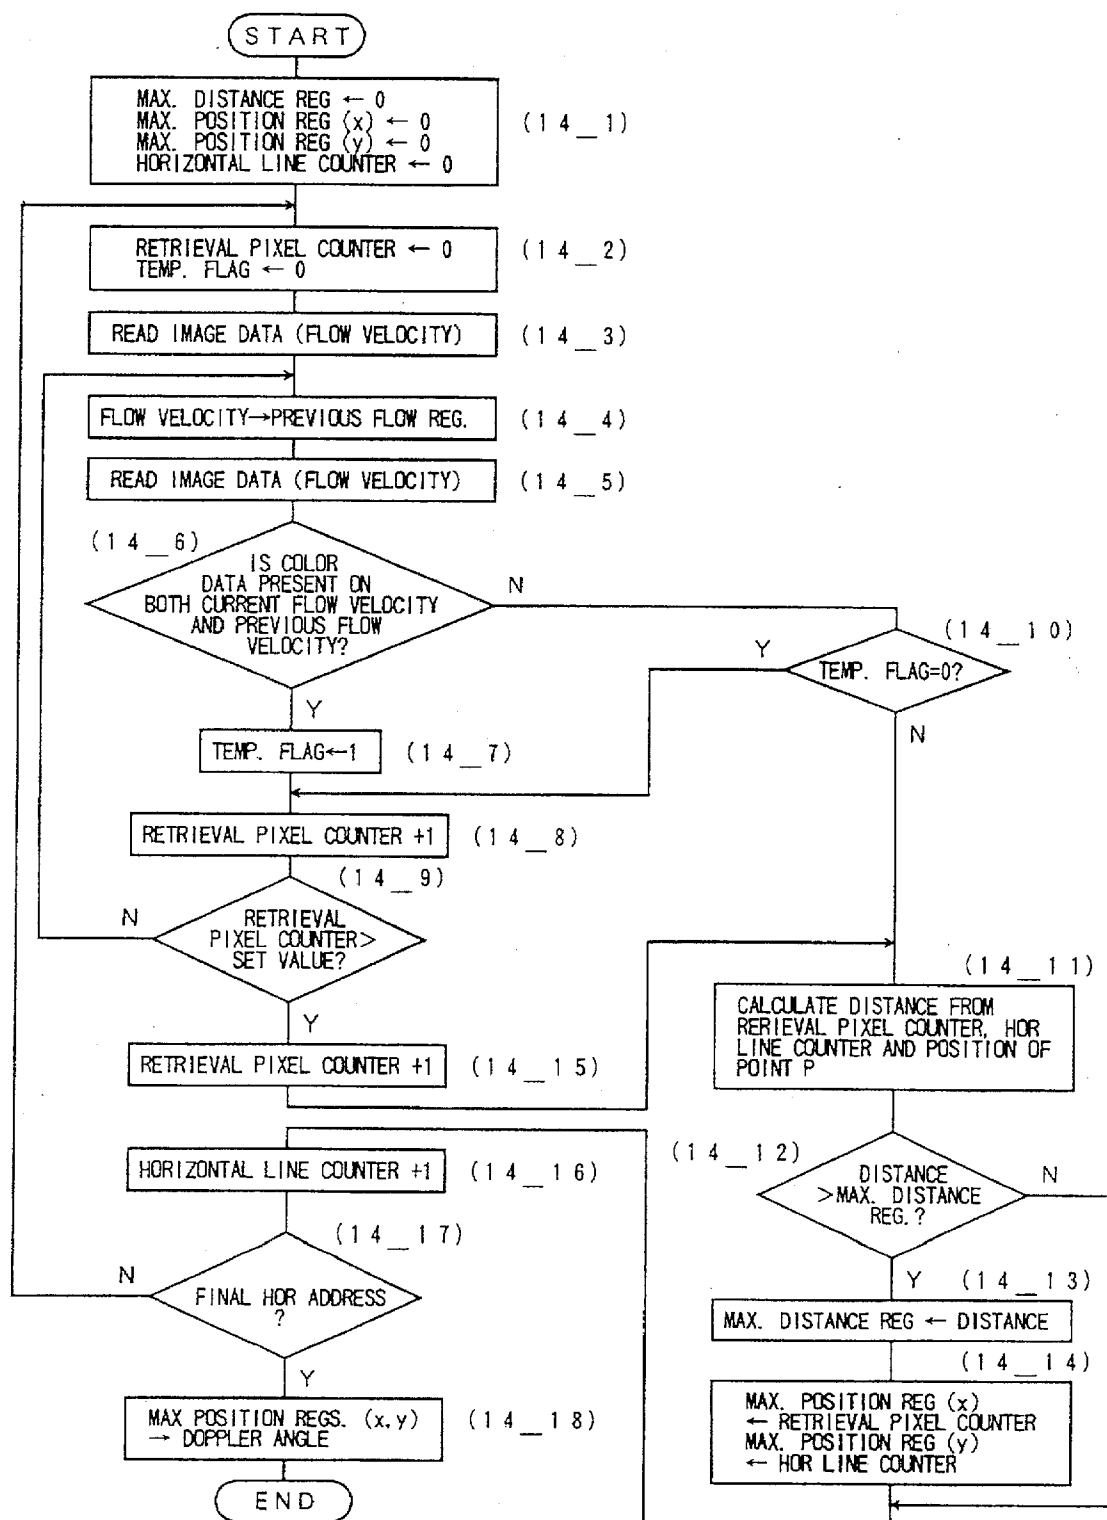 START
MAX. DISTANCE REG ← 0
MAX. POSITION REG (x) ← 0
MAX. POSITION REG (y) ← 0
HORIZONTAL LINE COUNTER ← 0
(14_1)
RETRIEVAL PIXEL COUNTER ← 0
TEMP. FLAG ← 0
(14_2)
READ IMAGE DATA (FLOW VELOCITY)
(14_3)
FLOW VELOCITY→PREVIOUS FLOW REG.
(14_4)
READ IMAGE DATA (FLOW VELOCITY)
(14_5)
(14_6)
IS COLOR
DATA PRESENT ON
BOTH CURRENT FLOW VELOCITY
AND PREVIOUS FLOW
VELOCITY?
N
Y
(14_10)
TEMP. FLAG=0?
Y
N
TEMP. FLAG←1
(14_7)
RETRIEVAL PIXEL COUNTER +1
(14_8)
(14_9)
RETRIEVAL
PIXEL COUNTER>
SET VALUE?
N
Y
RETRIEVAL PIXEL COUNTER +1
(14_15)
(14_11)
CALCULATE DISTANCE FROM
RERIEVAL PIXEL COUNTER, HOR
LINE COUNTER AND POSITION OF
POINT P
(14_12)
DISTANCE
>MAX. DISTANCE
REG.?
N
Y
(14_13)
MAX. DISTANCE REG ← DISTANCE
(14_14)
MAX. POSITION REG (x)
← RETRIEVAL PIXEL COUNTER
MAX. POSITION REG (y)
← HOR LINE COUNTER
HORIZONTAL LINE COUNTER +1
(14_16)
(14_17)
FINAL HOR ADDRESS
?
N
Y
MAX POSITION REGS. (x,y)
→ DOPPLER ANGLE
(14_18)
END